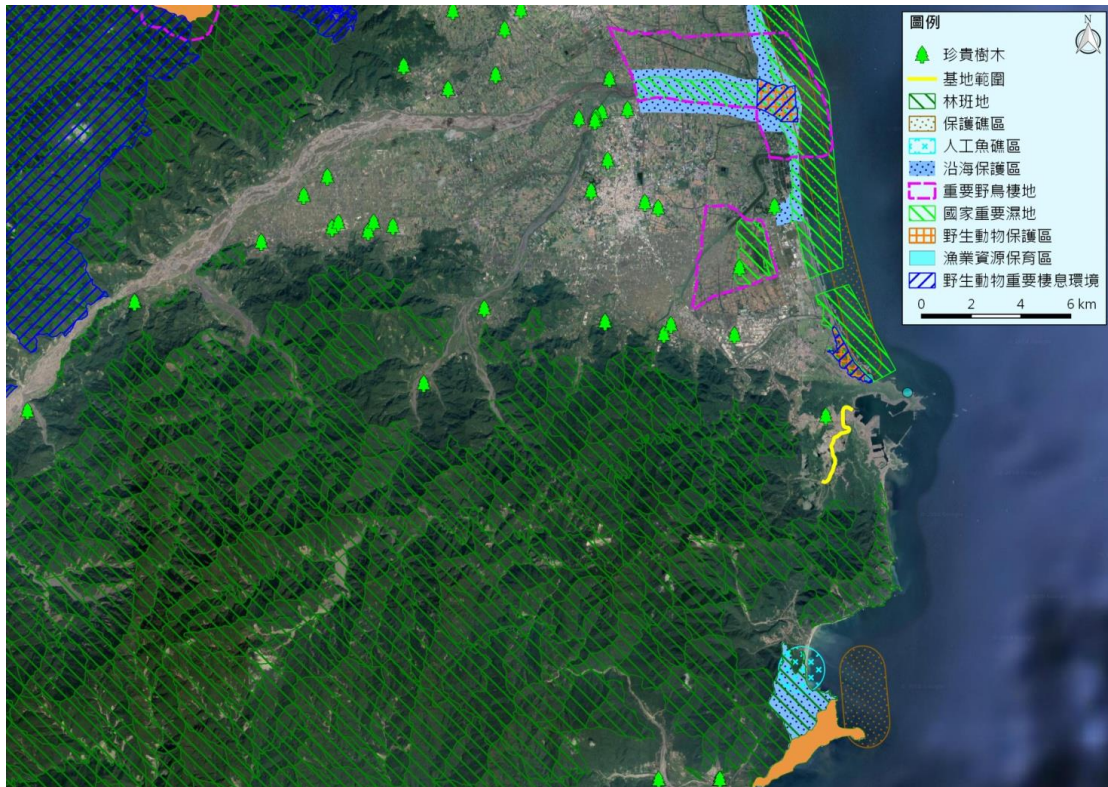 圖例
N
珍貴樹木
基地範圍
林班地
保護礁區
人工魚礁區
沿海保護區
重要野鳥棲地
國家重要濕地
野生動物保護區
漁業資源保育區
野生動物重要棲息環境
0 2 4 6 km